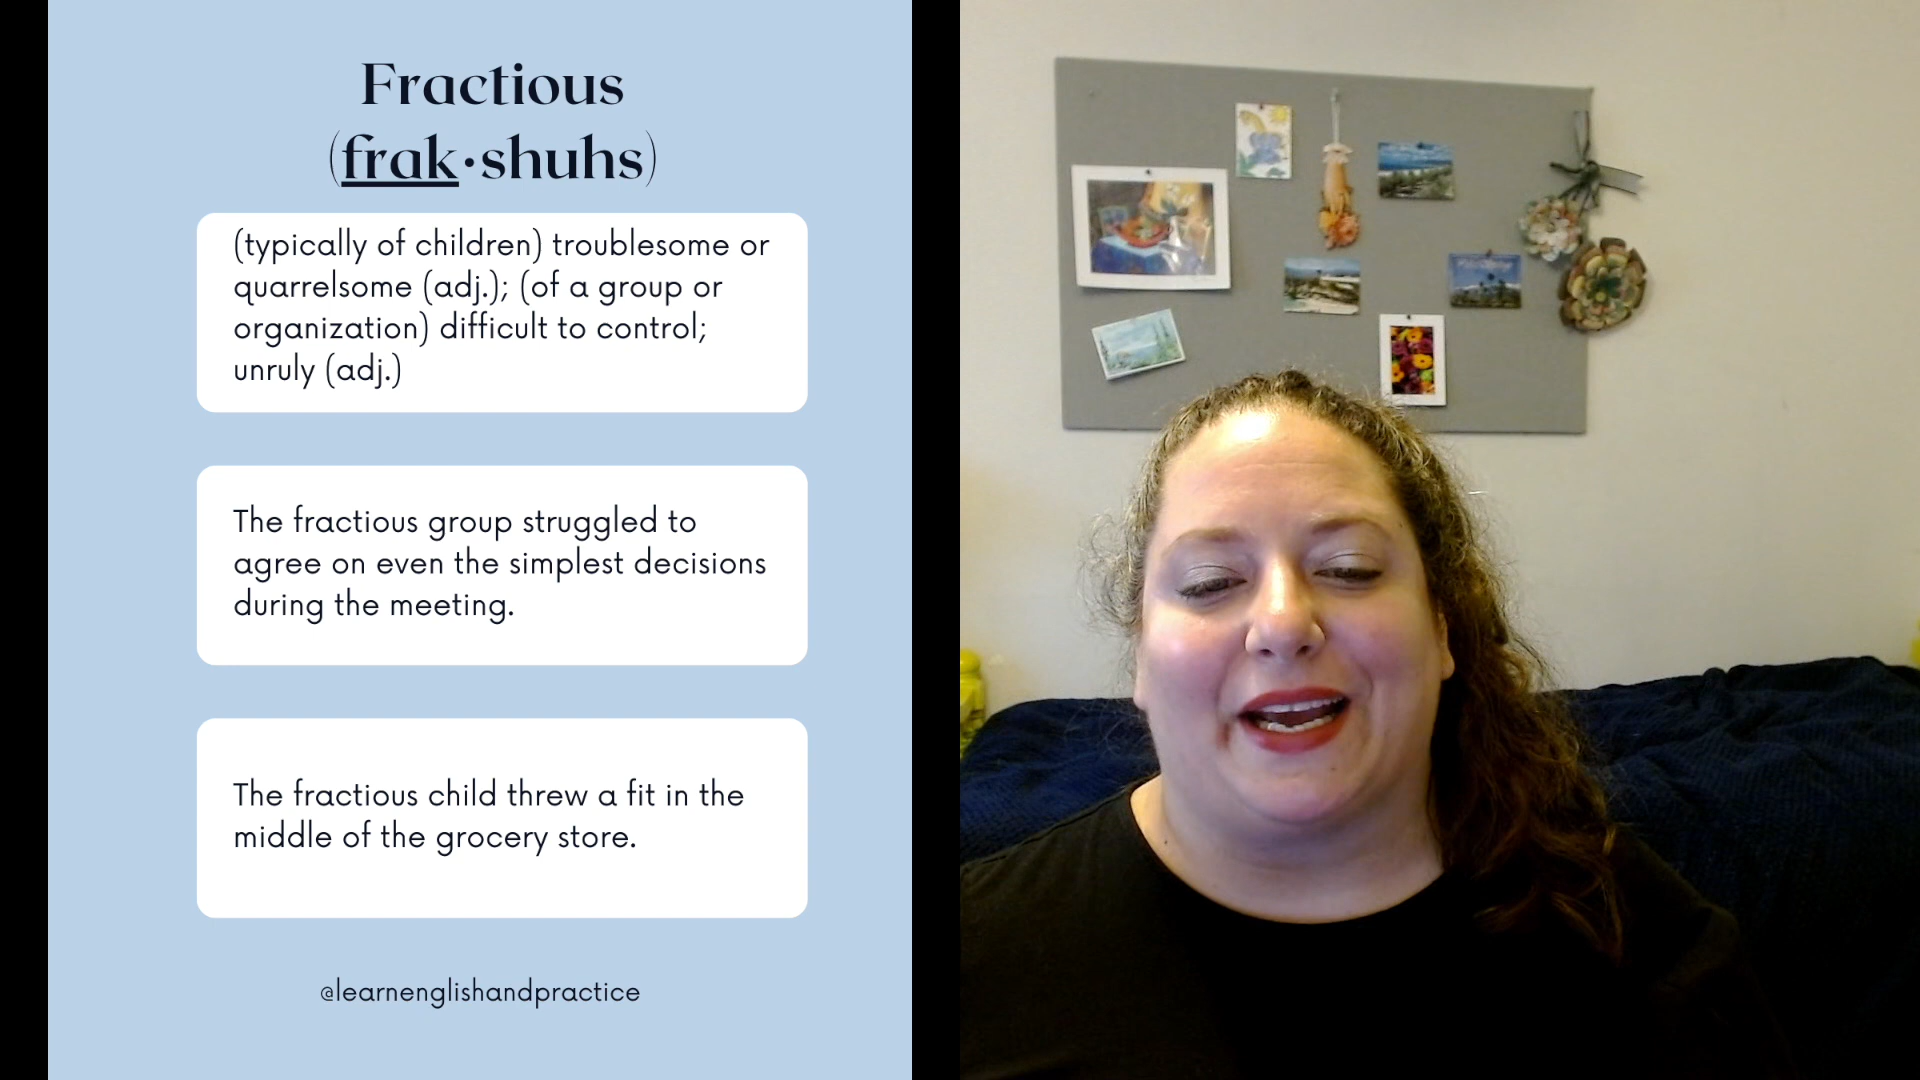 Fractious
(frak·shuhs)
(typically of children) troublesome or
quarrelsome (adj.); (of a group or
organization) difficult to control;
unruly (adj.)
The fractious group struggled to
agree on even the simplest decisions
during the meeting.
The fractious child threw a fit in the
middle of the grocery store.
@learnenglishandpractice